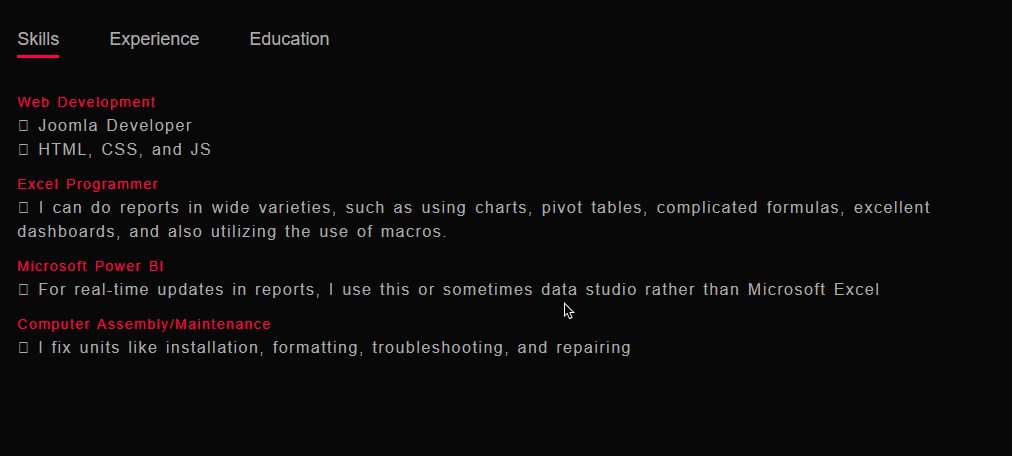 Skills Experience Education
Web Development
▯ Joomla Developer
▯ HTML, CSS, and JS
Excel Programmer
▯ I can do reports in wide varieties, such as using charts, pivot tables, complicated formulas, excellent
dashboards, and also utilizing the use of macros.
Microsoft Power BI
▯ For real-time updates in reports, I use this or sometimes data studio rather than Microsoft Excel
Computer Assembly/Maintenance
▯ I fix units like installation, formatting, troubleshooting, and repairing